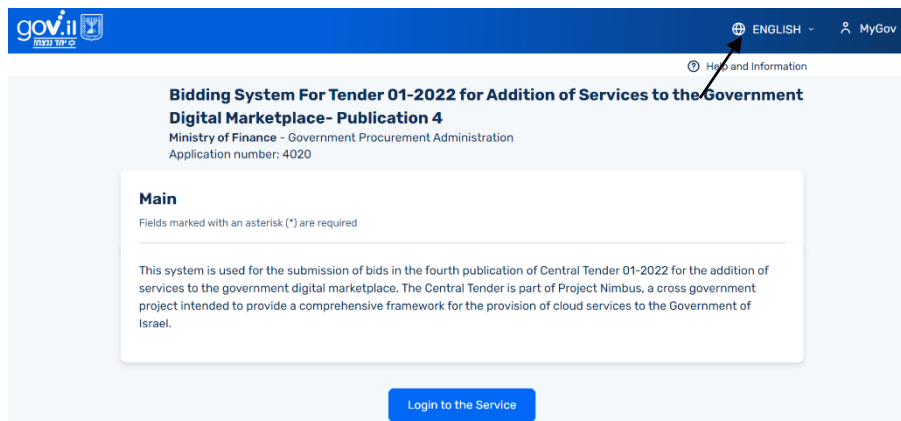 gov.il
ביחד ננצח!
ENGLISH
MyGov
Help and Information
Bidding System For Tender 01-2022 for Addition of Services to the Government
Digital Marketplace- Publication 4
Ministry of Finance - Government Procurement Administration
Application number: 4020
Main
Fields marked with an asterisk (*) are required
This system is used for the submission of bids in the fourth publication of Central Tender 01-2022 for the addition of
services to the government digital marketplace. The Central Tender is part of Project Nimbus, a cross government
project intended to provide a comprehensive framework for the provision of cloud services to the Government of
Israel.
Login to the Service